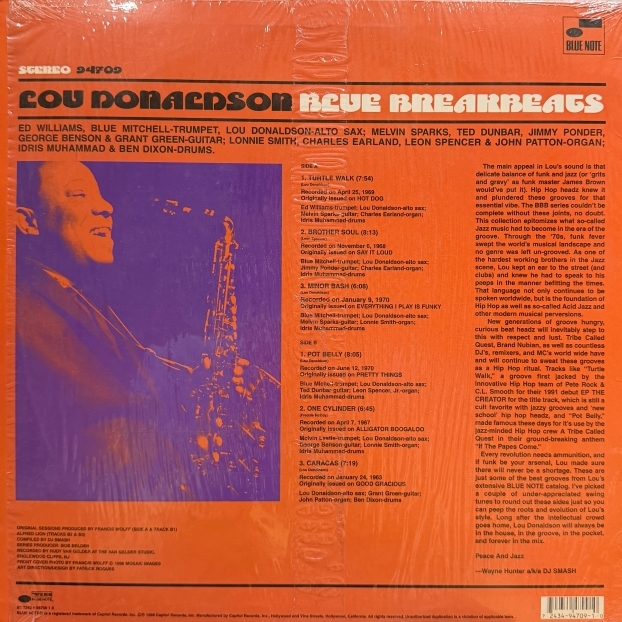 BLUE NOTE
STEREO 94709
LOU DONALDSON BLUE BREAKBEATS
ED WILLIAMS, BLUE MITCHELL-TRUMPET, LOU DONALDSON-ALTO SAX; MELVIN SPARKS, TED DUNBAR, JIMMY PONDER,
GEORGE BENSON & GRANT GREEN-GUITAR; LONNIE SMITH, CHARLES EARLAND, LEON SPENCER & JOHN PATTON-ORGAN;
IDRIS MUHAMMAD & BEN DIXON-DRUMS.
SIDE A
1. TURTLE WALK (7:54)
(Lou Donaldson)
Recorded on April 25, 1969
Originally issued on HOT DOG
Ed Williams-trumpet; Lou Donaldson-alto sax;
Melvin Sparks-guitar; Charles Earland-organ;
Idris Muhammad-drums
2. BROTHER SOUL (8:13)
Recorded on November 6, 1968
Originally issued on SAY IT LOUD
Blue Mitchell-trumpet; Lou Donaldson-alto sax;
Jimmy Ponder-guitar; Charles Earland-organ;
Idris Muhammad-drums
3. MINOR BASH (6:08)
(Lou Donaldson)
Recorded on January 9, 1970
Originally issued on EVERYTHING I PLAY IS FUNKY
Blue Mitchell-trumpet; Lou Donaldson-alto sax;
Melvin Sparks-guitar; Lonnie Smith-organ;
Idris Muhammad-drums
SIDE B
1. POT BELLY (8:05)
(Lou Donaldson)
Recorded on June 12, 1970
Originally issued on PRETTY THINGS
Blue Mitchell-trumpet; Lou Donaldson-alto sax;
Ted Dunbar-guitar; Leon Spencer, Jr.-organ;
Idris Muhammad-drums
2. ONE CYLINDER (6:45)
(Freddie McCoy)
Recorded on April 7, 1967
Originally issued on ALLIGATOR BOOGALOO
Melvin Lastie-trumpet; Lou Donaldson-alto sax;
George Benson-guitar; Lonnie Smith-organ;
Idris Muhammad-drums
3. CARACAS (7:19)
(Lou Donaldson)
Recorded on January 24, 1963
Originally issued on GOOD GRACIOUS
Lou Donaldson-alto sax; Grant Green-guitar;
John Patton-organ; Ben Dixon-drums
The main appeal in Lou's sound is that
delicate balance of funk and jazz (or 'grits
and gravy' as funk master James Brown
would've put it). Hip Hop headz knew it
and plundered these grooves for that
essential vibe. The BBB series couldn't be
complete without these joints, no doubt.
This collection epitomizes what so-called
Jazz music had to become in the era of the
groove. Through the '70s, funk fever
swept the world's musical landscape and
no genre was left un-grooved. As one of
the hardest working brothers in the Jazz
scene, Lou kept an ear to the street (and
clubs) and knew he had to speak to his
poeps in the manner befitting the times.
That language not only continues to be
spoken worldwide, but is the foundation of
Hip Hop as well as so-called Acid Jazz and
other modern musical perversions.
New generations of groove hungry,
curious beat headz will inevitably step to
this with respect and lust. Tribe Called
Quest, Brand Nubian, as well as countless
DJ's, remixers, and MC's world wide have
and will continue to sweat these grooves
as a Hip Hop ritual. Tracks like "Turtle
Walk," a groove first jacked by the
innovative Hip Hop team of Pete Rock &
C.L. Smooth for their 1991 debut EP THE
CREATOR for the title track, which is still a
cult favorite with jazzy grooves and 'new
school' hip hop headz, and "Pot Belly,"
made famous these days for it's use by the
jazz-minded Hip Hop crew A Tribe Called
Quest in their ground-breaking anthem
"If The Papes Come."
Every revolution needs ammunition, and
if funk be your arsenal, Lou made sure
there will never be a shortage. These are
just some of the best grooves from Lou's
extensive BLUE NOTE catalog. I've picked
a couple of under-appreciated swing
tunes to round out these sides just so you
can peep the roots and evolution of Lou's
style. Long after the intellectual crowd
goes home, Lou Donaldson will always be
in the house, in the groove, in the pocket,
and forever in the mix.
Peace And Jazz
—Wayne Hunter a/k/a DJ SMASH
ORIGINAL SESSIONS PRODUCED BY FRANCIS WOLFF (SIDE A & TRACK B1)
ALFRED LION (TRACKS B2 & B3)
COMPILED BY DJ SMASH
SERIES PRODUCER: BOB BELDEN
RECORDED BY RUDY VAN GELDER AT THE VAN GELDER STUDIO,
ENGLEWOOD CLIFFS, NJ
FRONT COVER PHOTO BY FRANCIS WOLFF © 1998 MOSAIC IMAGES
ART DIRECTION/DESIGN BY PATRICK ROQUES